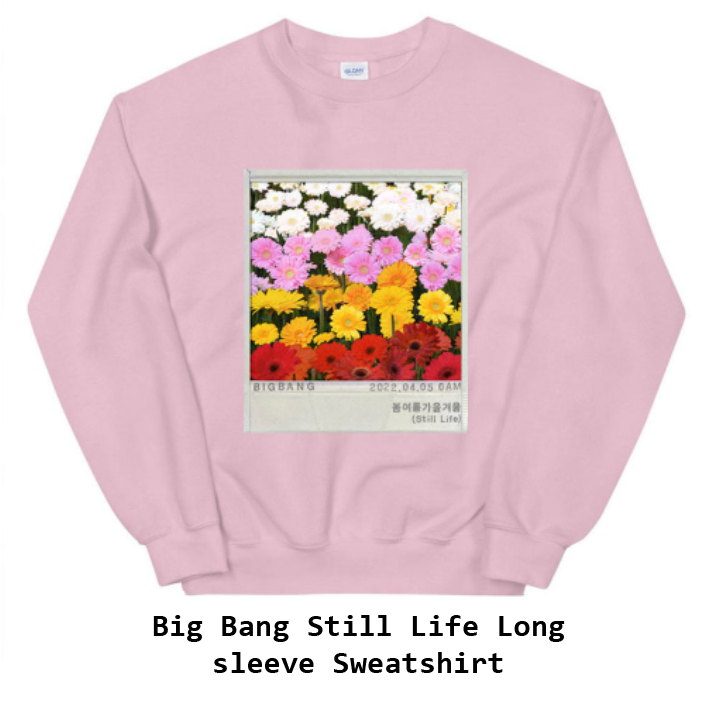 GILDAN
BIGBANG 2022.04.05 0AM
봄여름가을겨울
(Still Life)
Big Bang Still Life Long
sleeve Sweatshirt